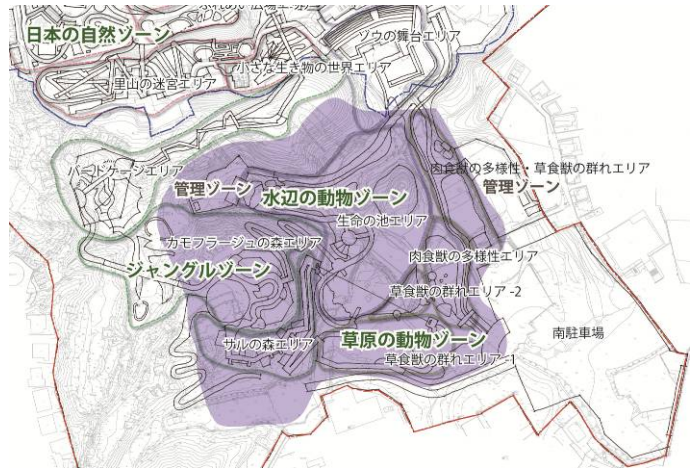 ゾウの舞台エリア
日本の自然ゾーン
小さな生き物の世界エリア
里山の迷宮エリア
バードケージエリア
肉食獣の多様性・草食獣の群れエリア
管理ゾーン
管理ゾーン
水辺の動物ゾーン
生命の池エリア
カモフラージュの森エリア
肉食獣の多様性エリア
ジャングルゾーン
草食獣の群れエリア -2
南駐車場
サルの森エリア
草原の動物ゾーン
草食獣の群れエリア -1